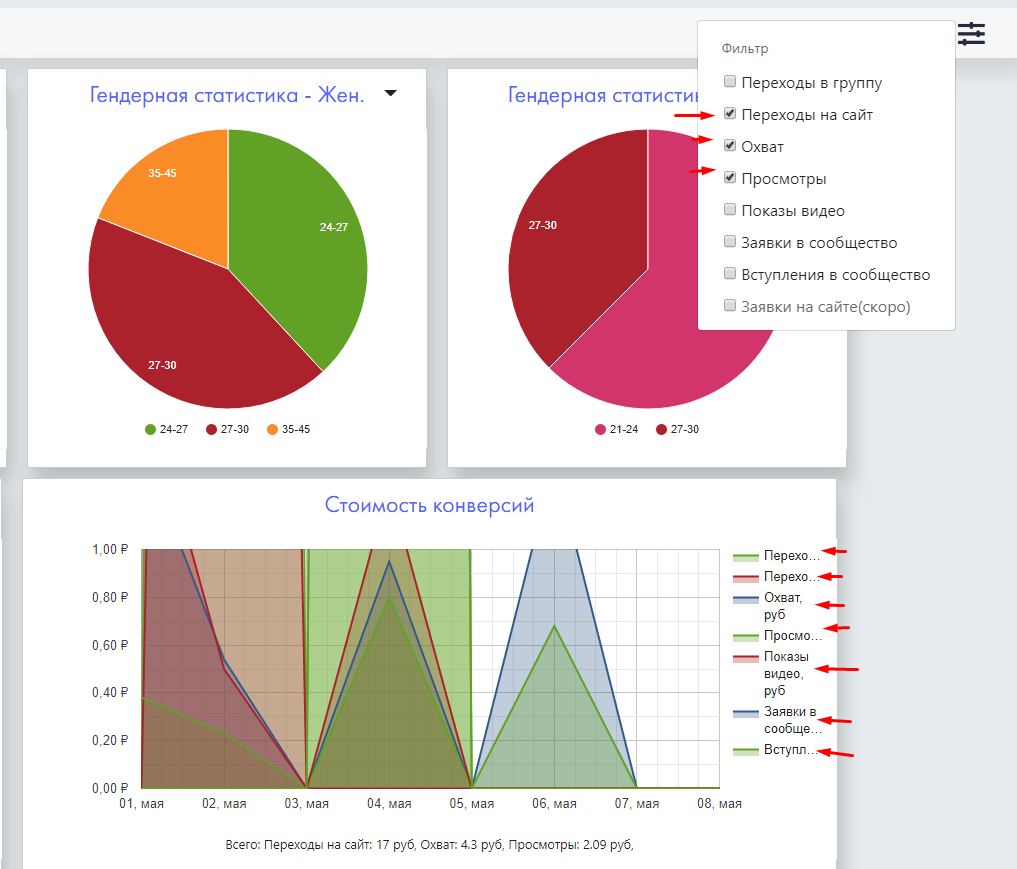 Фильтр
Переходы в группу
Переходы на сайт
Охват
Просмотры
Показы видео
Заявки в сообщество
Вступления в сообщество
Заявки на сайте(скоро)
Гендерная статистика - Жен.
35-45
24-27
27-30
24-27 27-30 35-45
Гендерная статистик
27-30
21-24 27-30
Стоимость конверсий
1,00 ₽
0,80 ₽
0,60 ₽
0,40 ₽
0,20 ₽
0,00 ₽
01, мая 02, мая 03, мая 04, мая 05, мая 06, мая 07, мая 08, мая
Перехо...
Перехо...
Охват,
руб
Просмо...
Показы
видео,
руб
Заявки в
сообще...
Вступл...
Всего: Переходы на сайт: 17 руб, Охват: 4.3 руб, Просмотры: 2.09 руб,